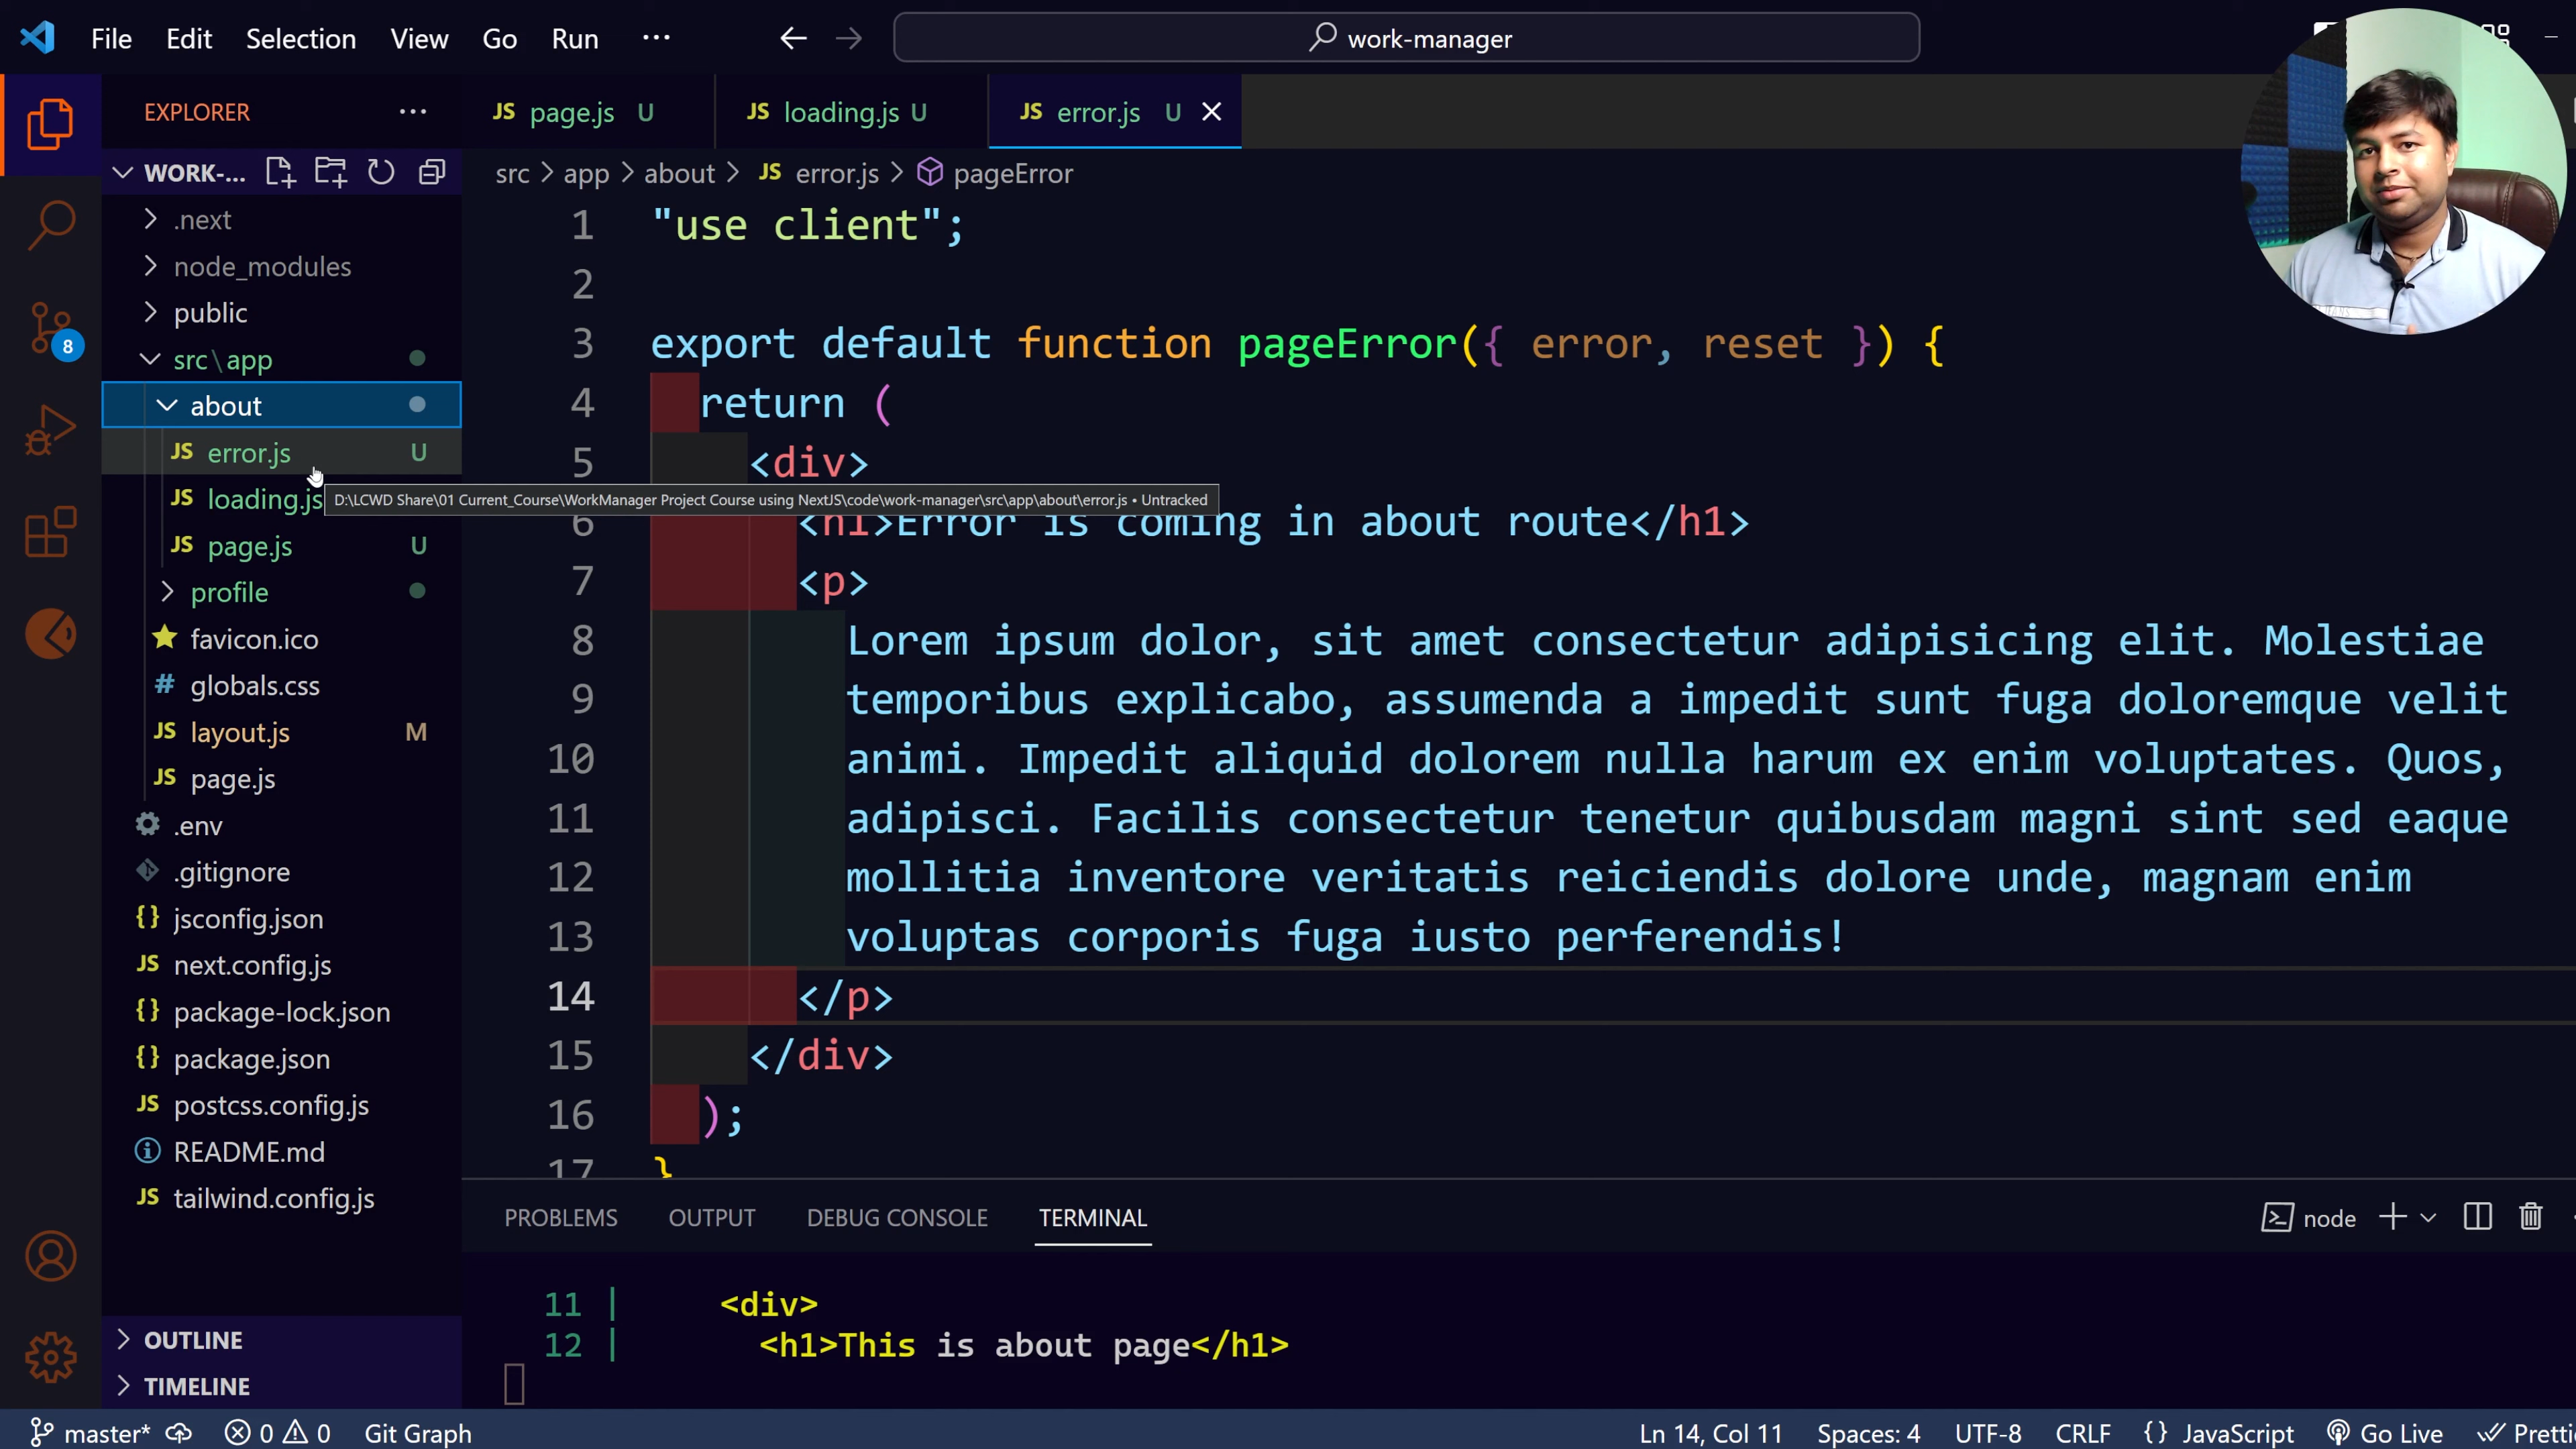 File Edit Selection View Go Run ··· work-manager
EXPLORER ···
JS page.js U JS loading.js U JS error.js U
WORK-...
src > app > about > JS error.js > pageError
.next
node_modules
public
src\app
about
JS error.js U
JS loading.js
JS page.js U
profile
favicon.ico
# globals.css
JS layout.js M
JS page.js
.env
.gitignore
{} jsconfig.json
JS next.config.js
{} package-lock.json
{} package.json
JS postcss.config.js
README.md
JS tailwind.config.js
OUTLINE
TIMELINE
8
1 "use client";
2
3 export default function pageError({ error, reset }) {
4 return (
5 <div>
D:\LCWD Share\01 Current_Course\WorkManager Project Course using NextJS\code\work-manager\src\app\about\error.js • Untracked
6 <h1>Error is coming in about route</h1>
7 <p>
8 Lorem ipsum dolor, sit amet consectetur adipisicing elit. Molestiae
9 temporibus explicabo, assumenda a impedit sunt fuga doloremque velit
10 animi. Impedit aliquid dolorem nulla harum ex enim voluptates. Quos,
11 adipisci. Facilis consectetur tenetur quibusdam magni sint sed eaque
12 mollitia inventore veritatis reiciendis dolore unde, magnam enim
13 voluptas corporis fuga iusto perferendis!
14 </p>
15 </div>
16 );
17 }
PROBLEMS OUTPUT DEBUG CONSOLE TERMINAL node
11 | <div>
12 | <h1>This is about page</h1>
master* 0 0 Git Graph Ln 14, Col 11 Spaces: 4 UTF-8 CRLF {} JavaScript Go Live